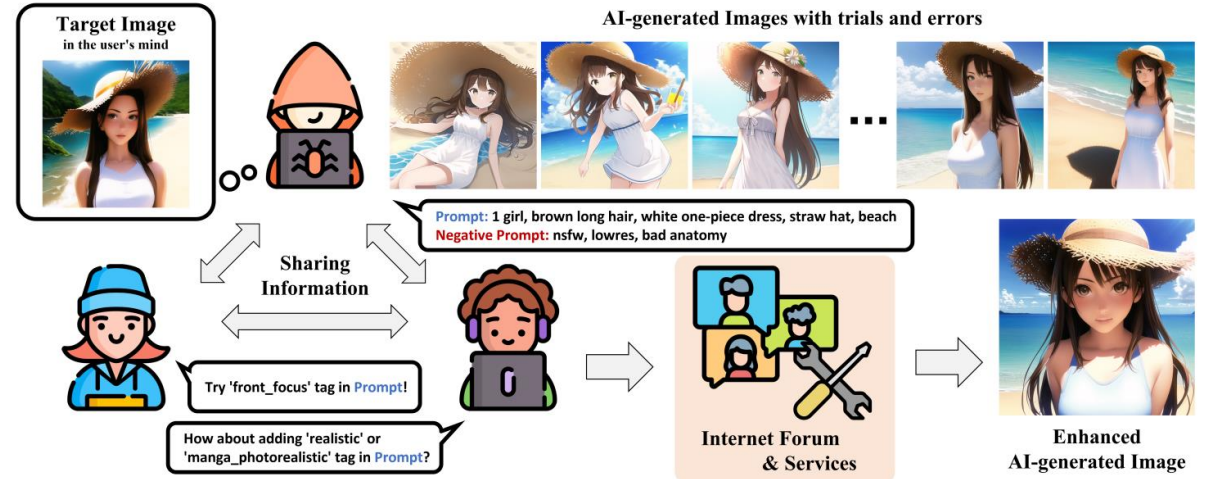 Target Image
in the user's mind
AI-generated Images with trials and errors
...
Prompt: 1 girl, brown long hair, white one-piece dress, straw hat, beach
Negative Prompt: nsfw, lowres, bad anatomy
Sharing
Information
Try 'front_focus' tag in Prompt!
How about adding 'realistic' or
'manga_photorealistic' tag in Prompt?
Internet Forum
& Services
Enhanced
AI-generated Image